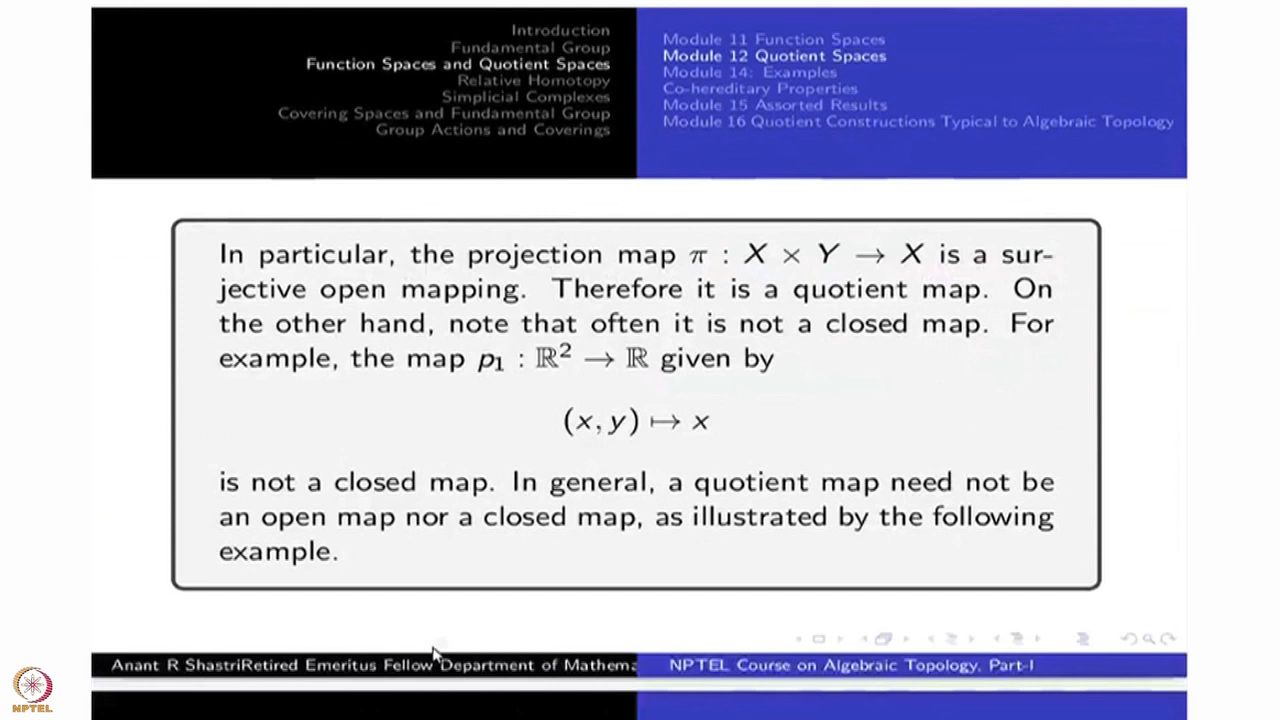 Introduction
Fundamental Group
Function Spaces and Quotient Spaces
Relative Homotopy
Simplicial Complexes
Covering Spaces and Fundamental Group
Group Actions and Coverings
Module 11 Function Spaces
Module 12 Quotient Spaces
Module 14: Examples
Co-hereditary Properties
Module 15 Assorted Results
Module 16 Quotient Constructions Typical to Algebraic Topology
In particular, the projection map π : X × Y → X is a sur-
jective open mapping. Therefore it is a quotient map. On
the other hand, note that often it is not a closed map. For
example, the map p₁ : ℝ² → ℝ given by
(x, y) ↦ x
is not a closed map. In general, a quotient map need not be
an open map nor a closed map, as illustrated by the following
example.
Anant R ShastriRetired Emeritus Fellow Department of Mathema
NPTEL Course on Algebraic Topology, Part-I
NPTEL